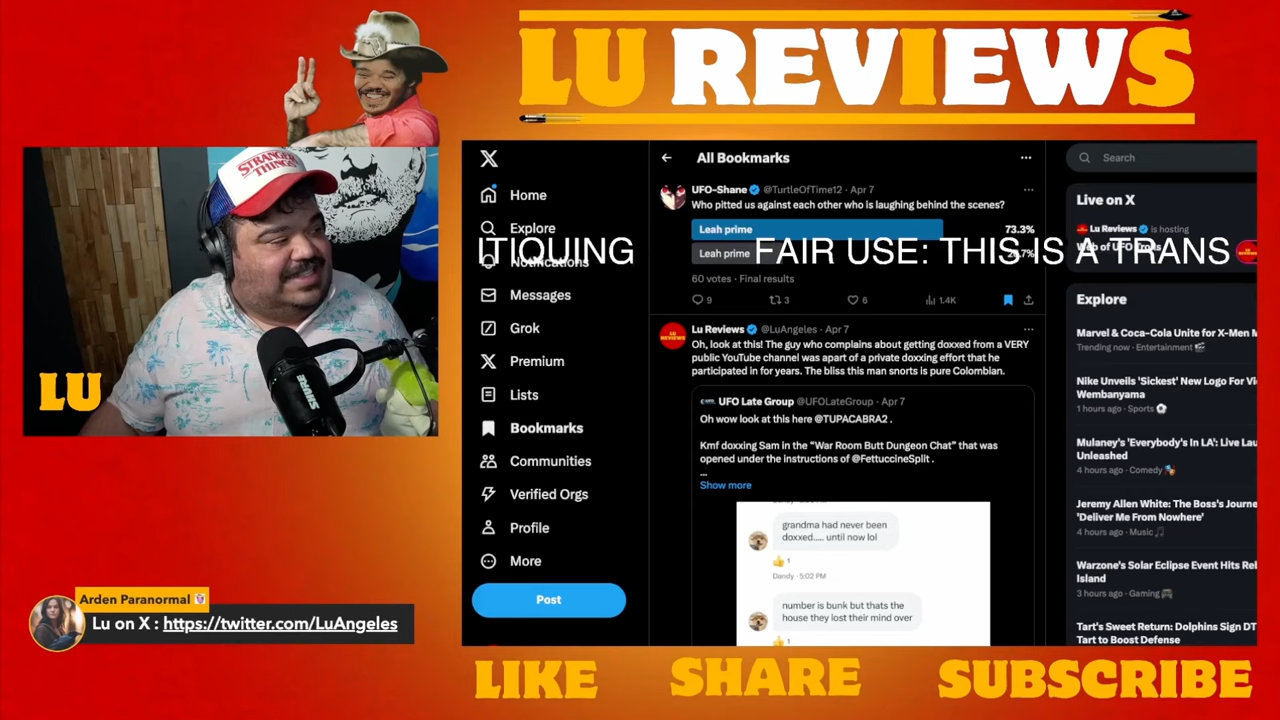 LU REVIEWS
STRANGER THINGS
LU
SHURE
Arden Paranormal
Lu on X : https://twitter.com/LuAngeles
Home
Explore
Notifications
Messages
Grok
Premium
Lists
Bookmarks
Communities
Verified Orgs
Profile
More
Post
All Bookmarks
UFO-Shane @TurtleOfTime12 · Apr 7
Who pitted us against each other who is laughing behind the scenes?
Leah prime 73.3%
Leah prime
ITIQUING FAIR USE: THIS IS A TRANS
60 votes · Final results
9 3 6 1.4K
Lu Reviews @LuAngeles · Apr 7
Oh, look at this! The guy who complains about getting doxxed from a VERY
public YouTube channel was apart of a private doxxing effort that he
participated in for years. The bliss this man snorts is pure Colombian.
UFO Late Group @UFOLateGroup · Apr 7
Oh wow look at this here @TUPACABRA2 .
Kmf doxxing Sam in the "War Room Butt Dungeon Chat" that was
opened under the instructions of @FettuccineSplit .
...
Show more
grandma had never been
doxxed..... until now lol
1
Dandy · 5:02 PM
number is bunk but thats the
house they lost their mind over
1
Search
Live on X
Lu Reviews is hosting
Web of UFO Trolls
Explore
Marvel & Coca-Cola Unite for X-Men M
Trending now · Entertainment
Nike Unveils 'Sickest' New Logo For Vi
Wembanyama
1 hours ago · Sports
Mulaney's 'Everybody's In LA': Live Lau
Unleashed
4 hours ago · Comedy
Jeremy Allen White: The Boss's Journe
'Deliver Me From Nowhere'
4 hours ago · Music
Warzone's Solar Eclipse Event Hits Rel
Island
3 hours ago · Gaming
Tart's Sweet Return: Dolphins Sign DT
Tart to Boost Defense
LIKE SHARE SUBSCRIBE